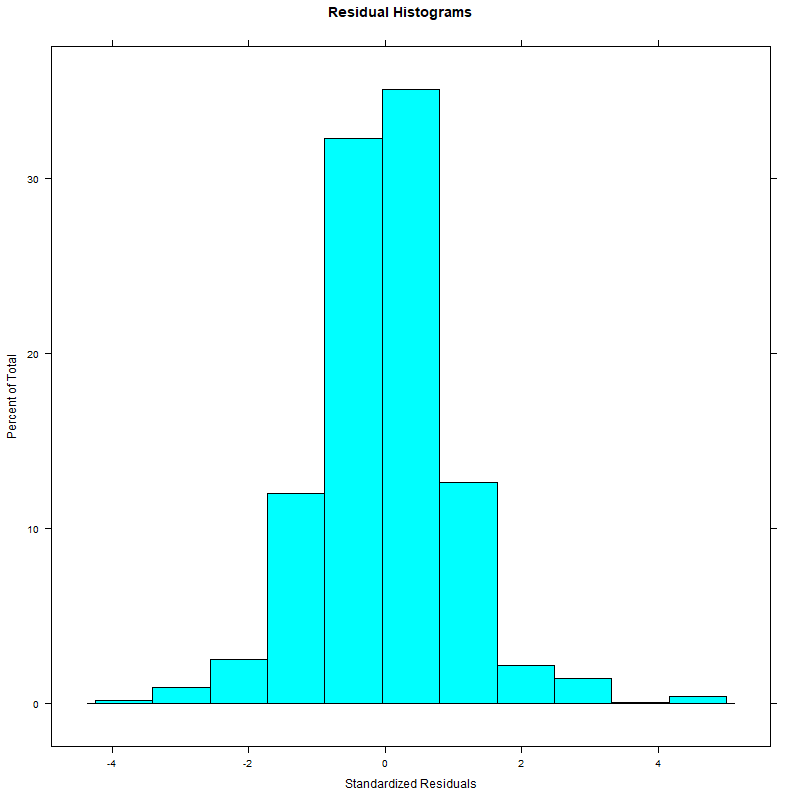 Residual Histograms
Percent of Total
30
20
10
0
-4 -2 0 2 4
Standardized Residuals